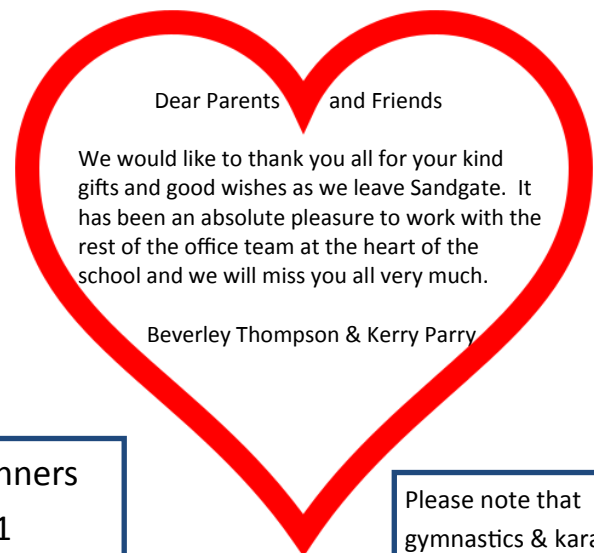 Dear Parents and Friends
We would like to thank you all for your kind
gifts and good wishes as we leave Sandgate. It
has been an absolute pleasure to work with the
rest of the office team at the heart of the
school and we will miss you all very much.
Beverley Thompson & Kerry Parry
1
Please note that
gymnastics &